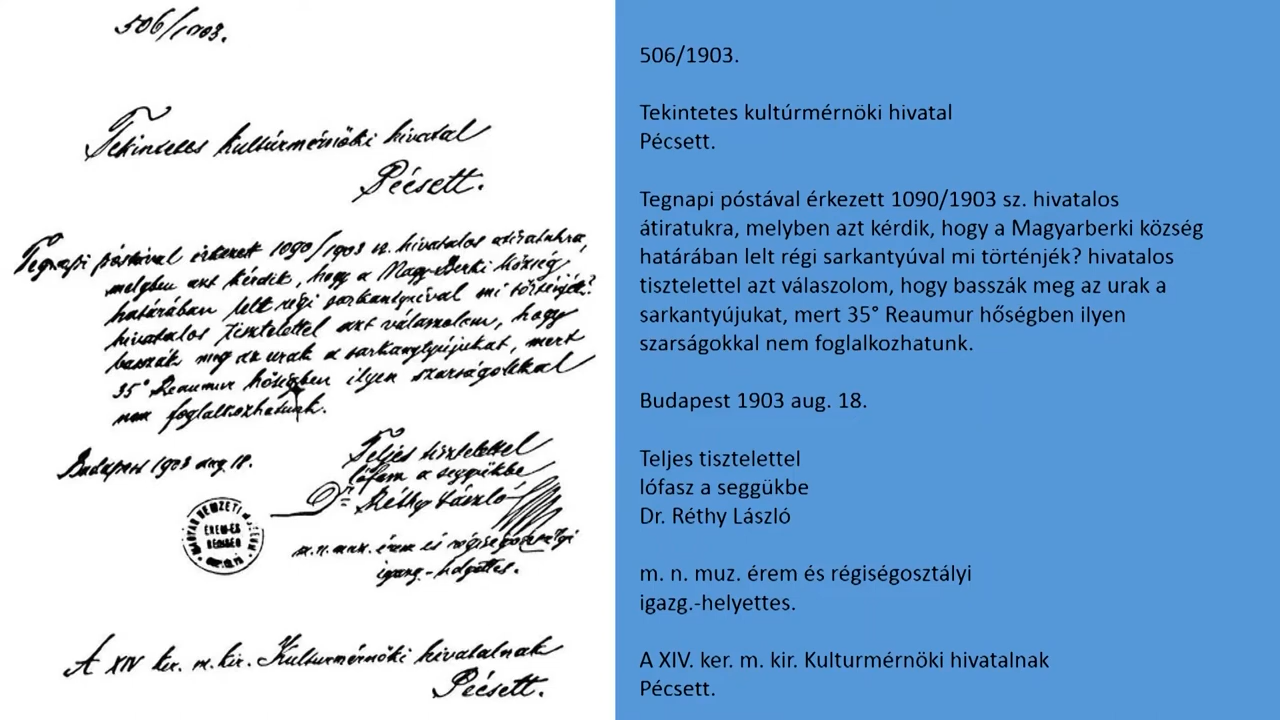 506/1903.
Tekintetes kultúrmérnöki hivatal
Pécsett.
Tegnapi póstával érkezett 1090/1903 sz. hivatalos átiratukra,
melyben azt kérdik, hogy a Magyarberki község
határában lelt régi sarkantyúval mi történjék?
hivatalos tisztelettel azt válaszolom, hogy
basszák meg az urak a sarkantyújukat, mert
35° Reaumur hőségben ilyen szarságokkal
nem foglalkozhatunk.
Budapest 1903 aug. 18.
Teljes tisztelettel
lófasz a seggükbe
Dr. Réthy László
MAGYAR NEMZETI MÚZEUM
ÉREM-ÉS
m. n. muz. érem és régiségosztályi
igazg.-helyettes.
A XIV ker. m. kir. Kulturmérnöki hivatalnak
Pécsett.
506/1903.
Tekintetes kultúrmérnöki hivatal
Pécsett.
Tegnapi póstával érkezett 1090/1903 sz. hivatalos
átiratukra, melyben azt kérdik, hogy a Magyarberki község
határában lelt régi sarkantyúval mi történjék? hivatalos
tisztelettel azt válaszolom, hogy basszák meg az urak a
sarkantyújukat, mert 35° Reaumur hőségben ilyen
szarságokkal nem foglalkozhatunk.
Budapest 1903 aug. 18.
Teljes tisztelettel
lófasz a seggükbe
Dr. Réthy László
m. n. muz. érem és régiségosztályi
igazg.-helyettes.
A XIV. ker. m. kir. Kulturmérnöki hivatalnak
Pécsett.